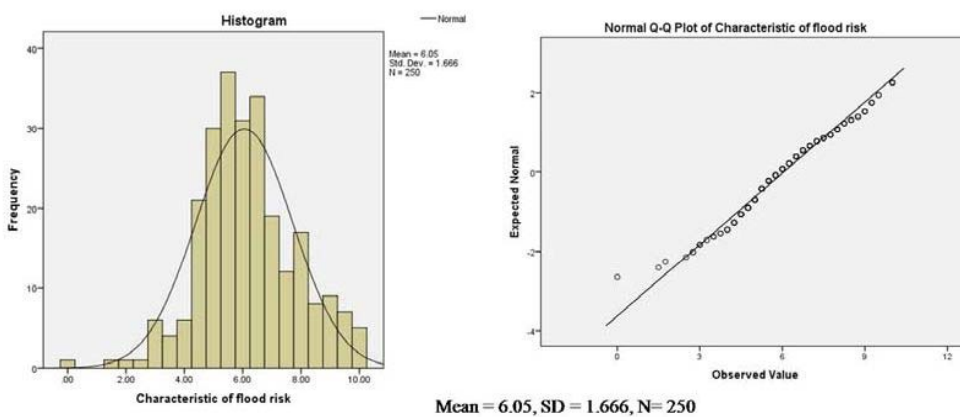 Histogram
Normal
Mean = 6.05
Std. Dev. = 1.666
N = 250
40
30
20
10
0
Frequency
.00 2.00 4.00 6.00 8.00 10.00
Characteristic of flood risk
Normal Q-Q Plot of Characteristic of flood risk
2
0
-2
-4
Expected Normal
0 3 6 9 12
Observed Value
Mean = 6.05, SD = 1.666, N= 250